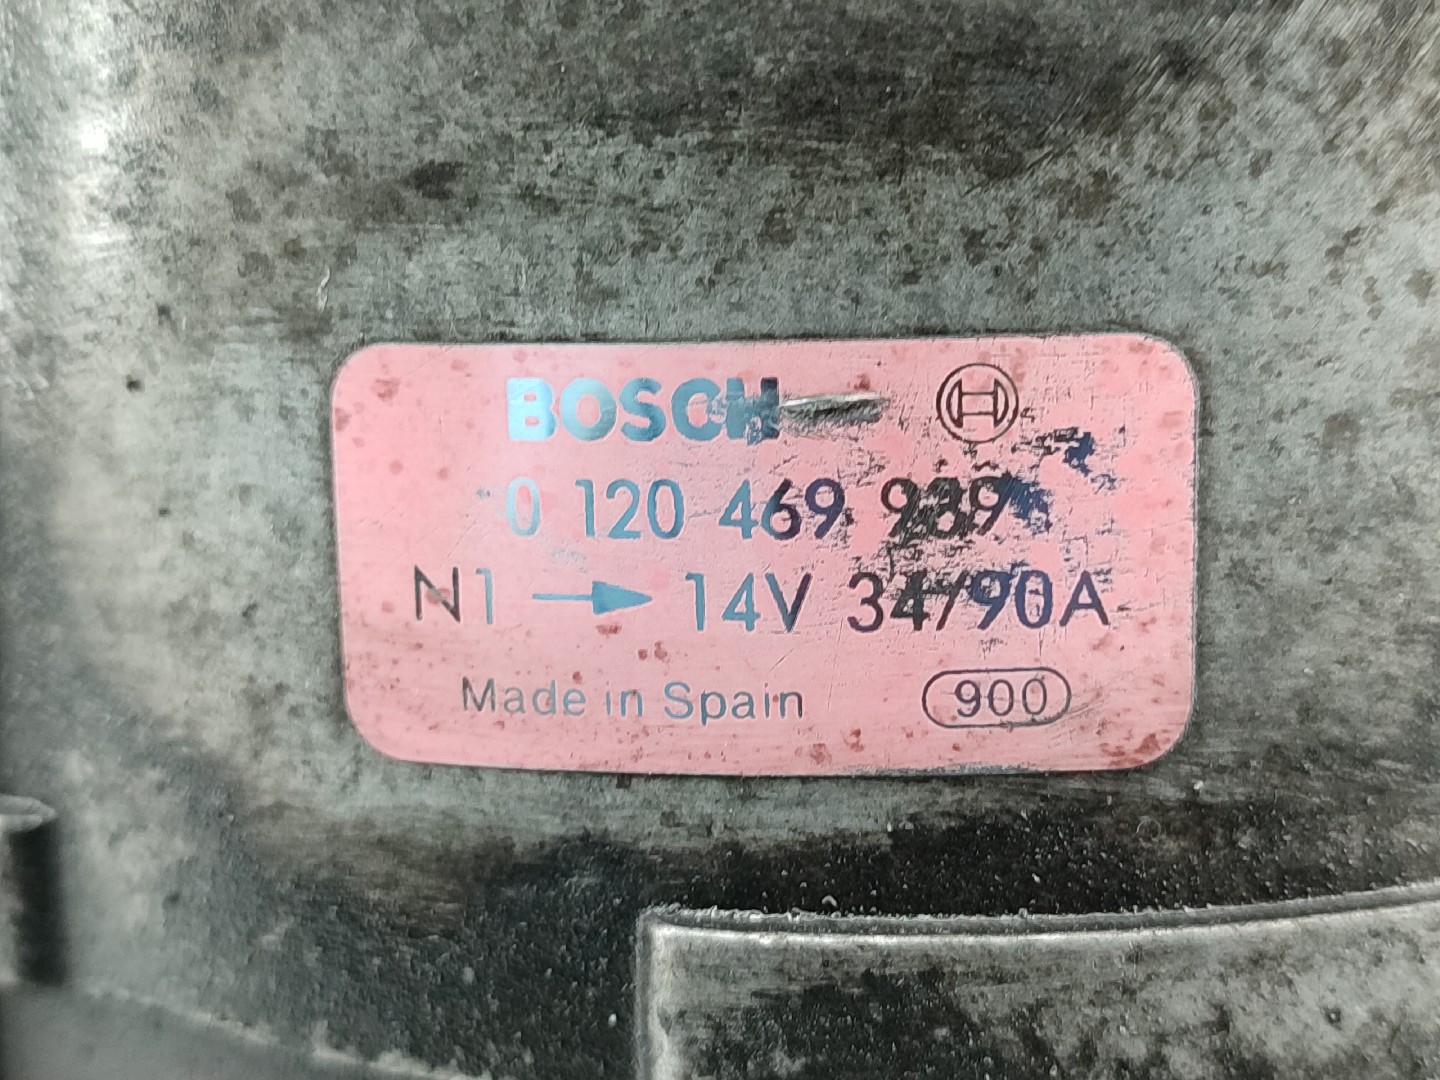 BOSCH
0 120 469 939
N1 → 14V 34/90A
Made in Spain 900